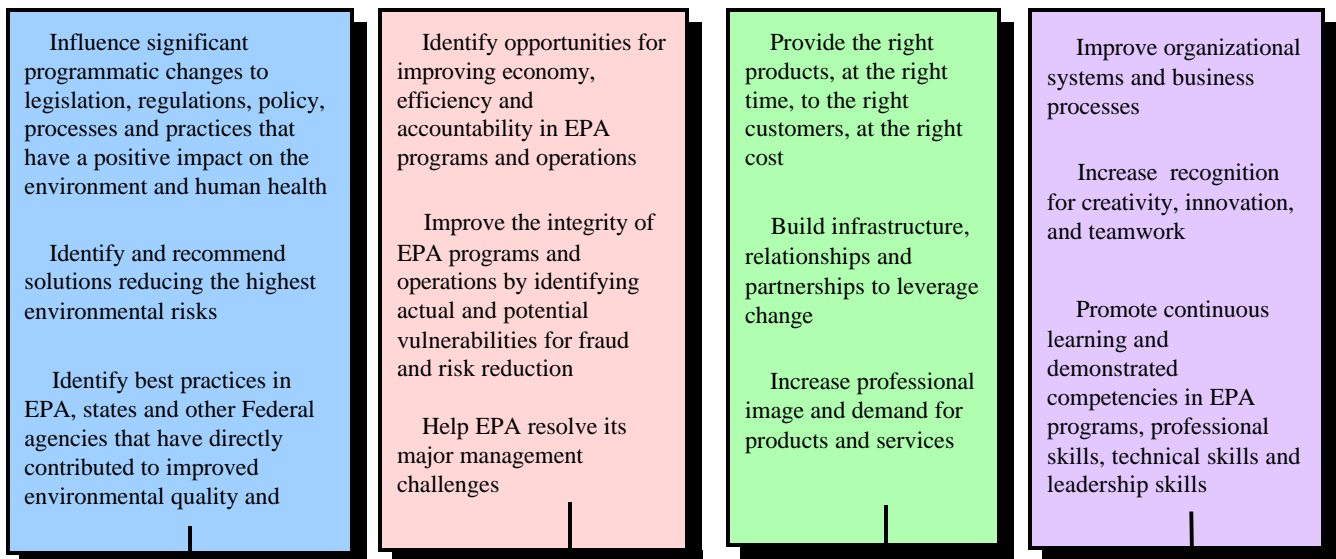 Influence significant
programmatic changes to
legislation, regulations, policy,
processes and practices that
have a positive impact on the
environment and human health
Identify and recommend
solutions reducing the highest
environmental risks
Identify best practices in
EPA, states and other Federal
agencies that have directly
contributed to improved
environmental quality and
Identify opportunities for
improving economy,
efficiency and
accountability in EPA
programs and operations
Improve the integrity of
EPA programs and
operations by identifying
actual and potential
vulnerabilities for fraud
and risk reduction
Help EPA resolve its
major management
challenges
Provide the right
products, at the right
time, to the right
customers, at the right
cost
Build infrastructure,
relationships and
partnerships to leverage
change
Increase professional
image and demand for
products and services
Improve organizational
systems and business
processes
Increase recognition
for creativity, innovation,
and teamwork
Promote continuous
learning and
demonstrated
competencies in EPA
programs, professional
skills, technical skills and
leadership skills